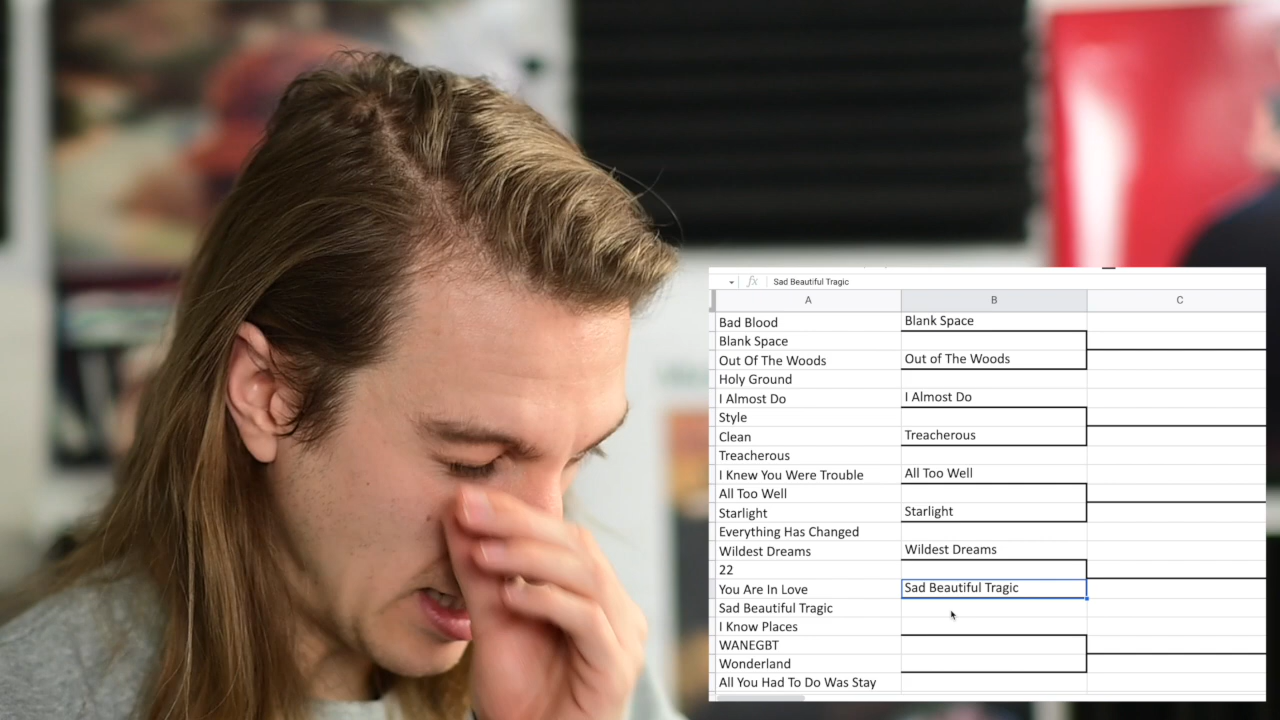 fx Sad Beautiful Tragic
A B C
Bad Blood Blank Space
Blank Space
Out Of The Woods Out of The Woods
Holy Ground
I Almost Do I Almost Do
Style
Clean Treacherous
Treacherous
I Knew You Were Trouble All Too Well
All Too Well
Starlight Starlight
Everything Has Changed
Wildest Dreams Wildest Dreams
22
You Are In Love Sad Beautiful Tragic
Sad Beautiful Tragic
I Know Places
WANEGBT
Wonderland
All You Had To Do Was Stay